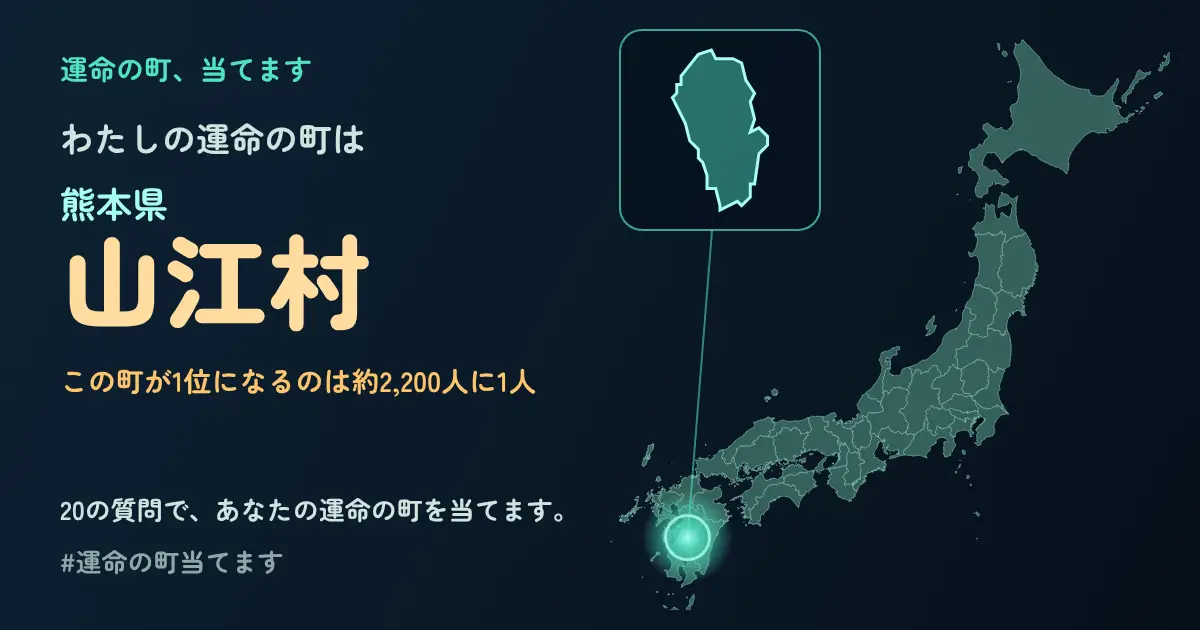 運命の町、当てます
わたしの運命の町は
熊本県
山江村
この町が1位になるのは約2,200人に1人
20の質問で、あなたの運命の町を当てます。
#運命の町当てます